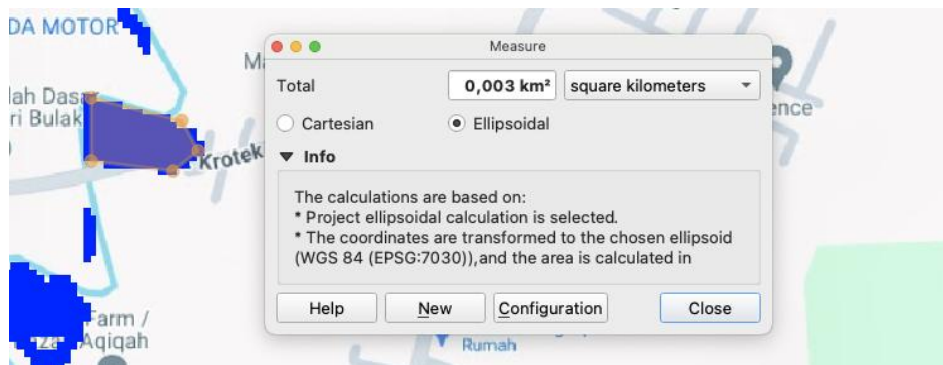 DA MOTOR
Measure
Total
0,003 km²
square kilometers
Cartesian
Ellipsoidal
Info
The calculations are based on:
* Project ellipsoidal calculation is selected.
* The coordinates are transformed to the chosen ellipsoid
(WGS 84 (EPSG:7030)),and the area is calculated in
Help
New
Configuration
Close
lah Dasar
ri Bulak
Krotek
ence
Farm /
Aqiqah
Rumah